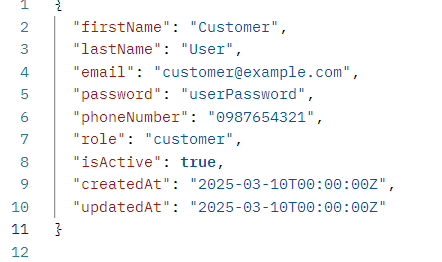 1 {
2 "firstName": "Customer",
3 "lastName": "User",
4 "email": "customer@example.com",
5 "password": "userPassword",
6 "phoneNumber": "0987654321",
7 "role": "customer",
8 "isActive": true,
9 "createdAt": "2025-03-10T00:00:00Z",
10 "updatedAt": "2025-03-10T00:00:00Z"
11 }
12